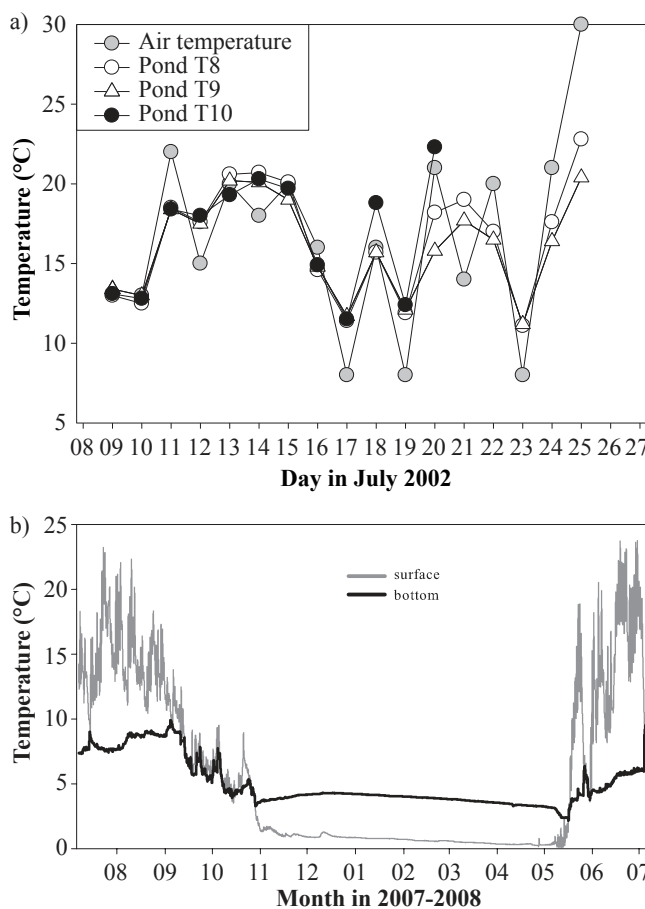 a)
30
25
20
15
10
5
Temperature (°C)
Air temperature
Pond T8
Pond T9
Pond T10
08 09 10 11 12 13 14 15 16 17 18 19 20 21 22 23 24 25 26 27
Day in July 2002
b)
25
20
15
10
5
0
Temperature (°C)
surface
bottom
08 09 10 11 12 01 02 03 04 05 06 07
Month in 2007-2008